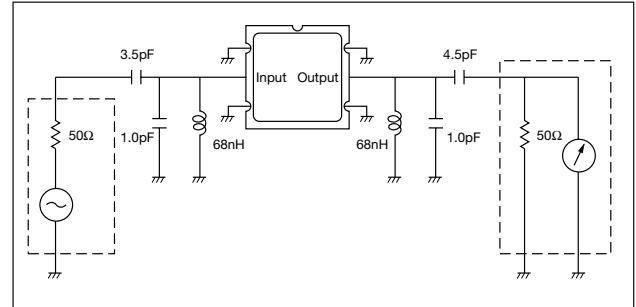 3.5pF
4.5pF
Input Output
50Ω
1.0pF
68nH
68nH
1.0pF
50Ω